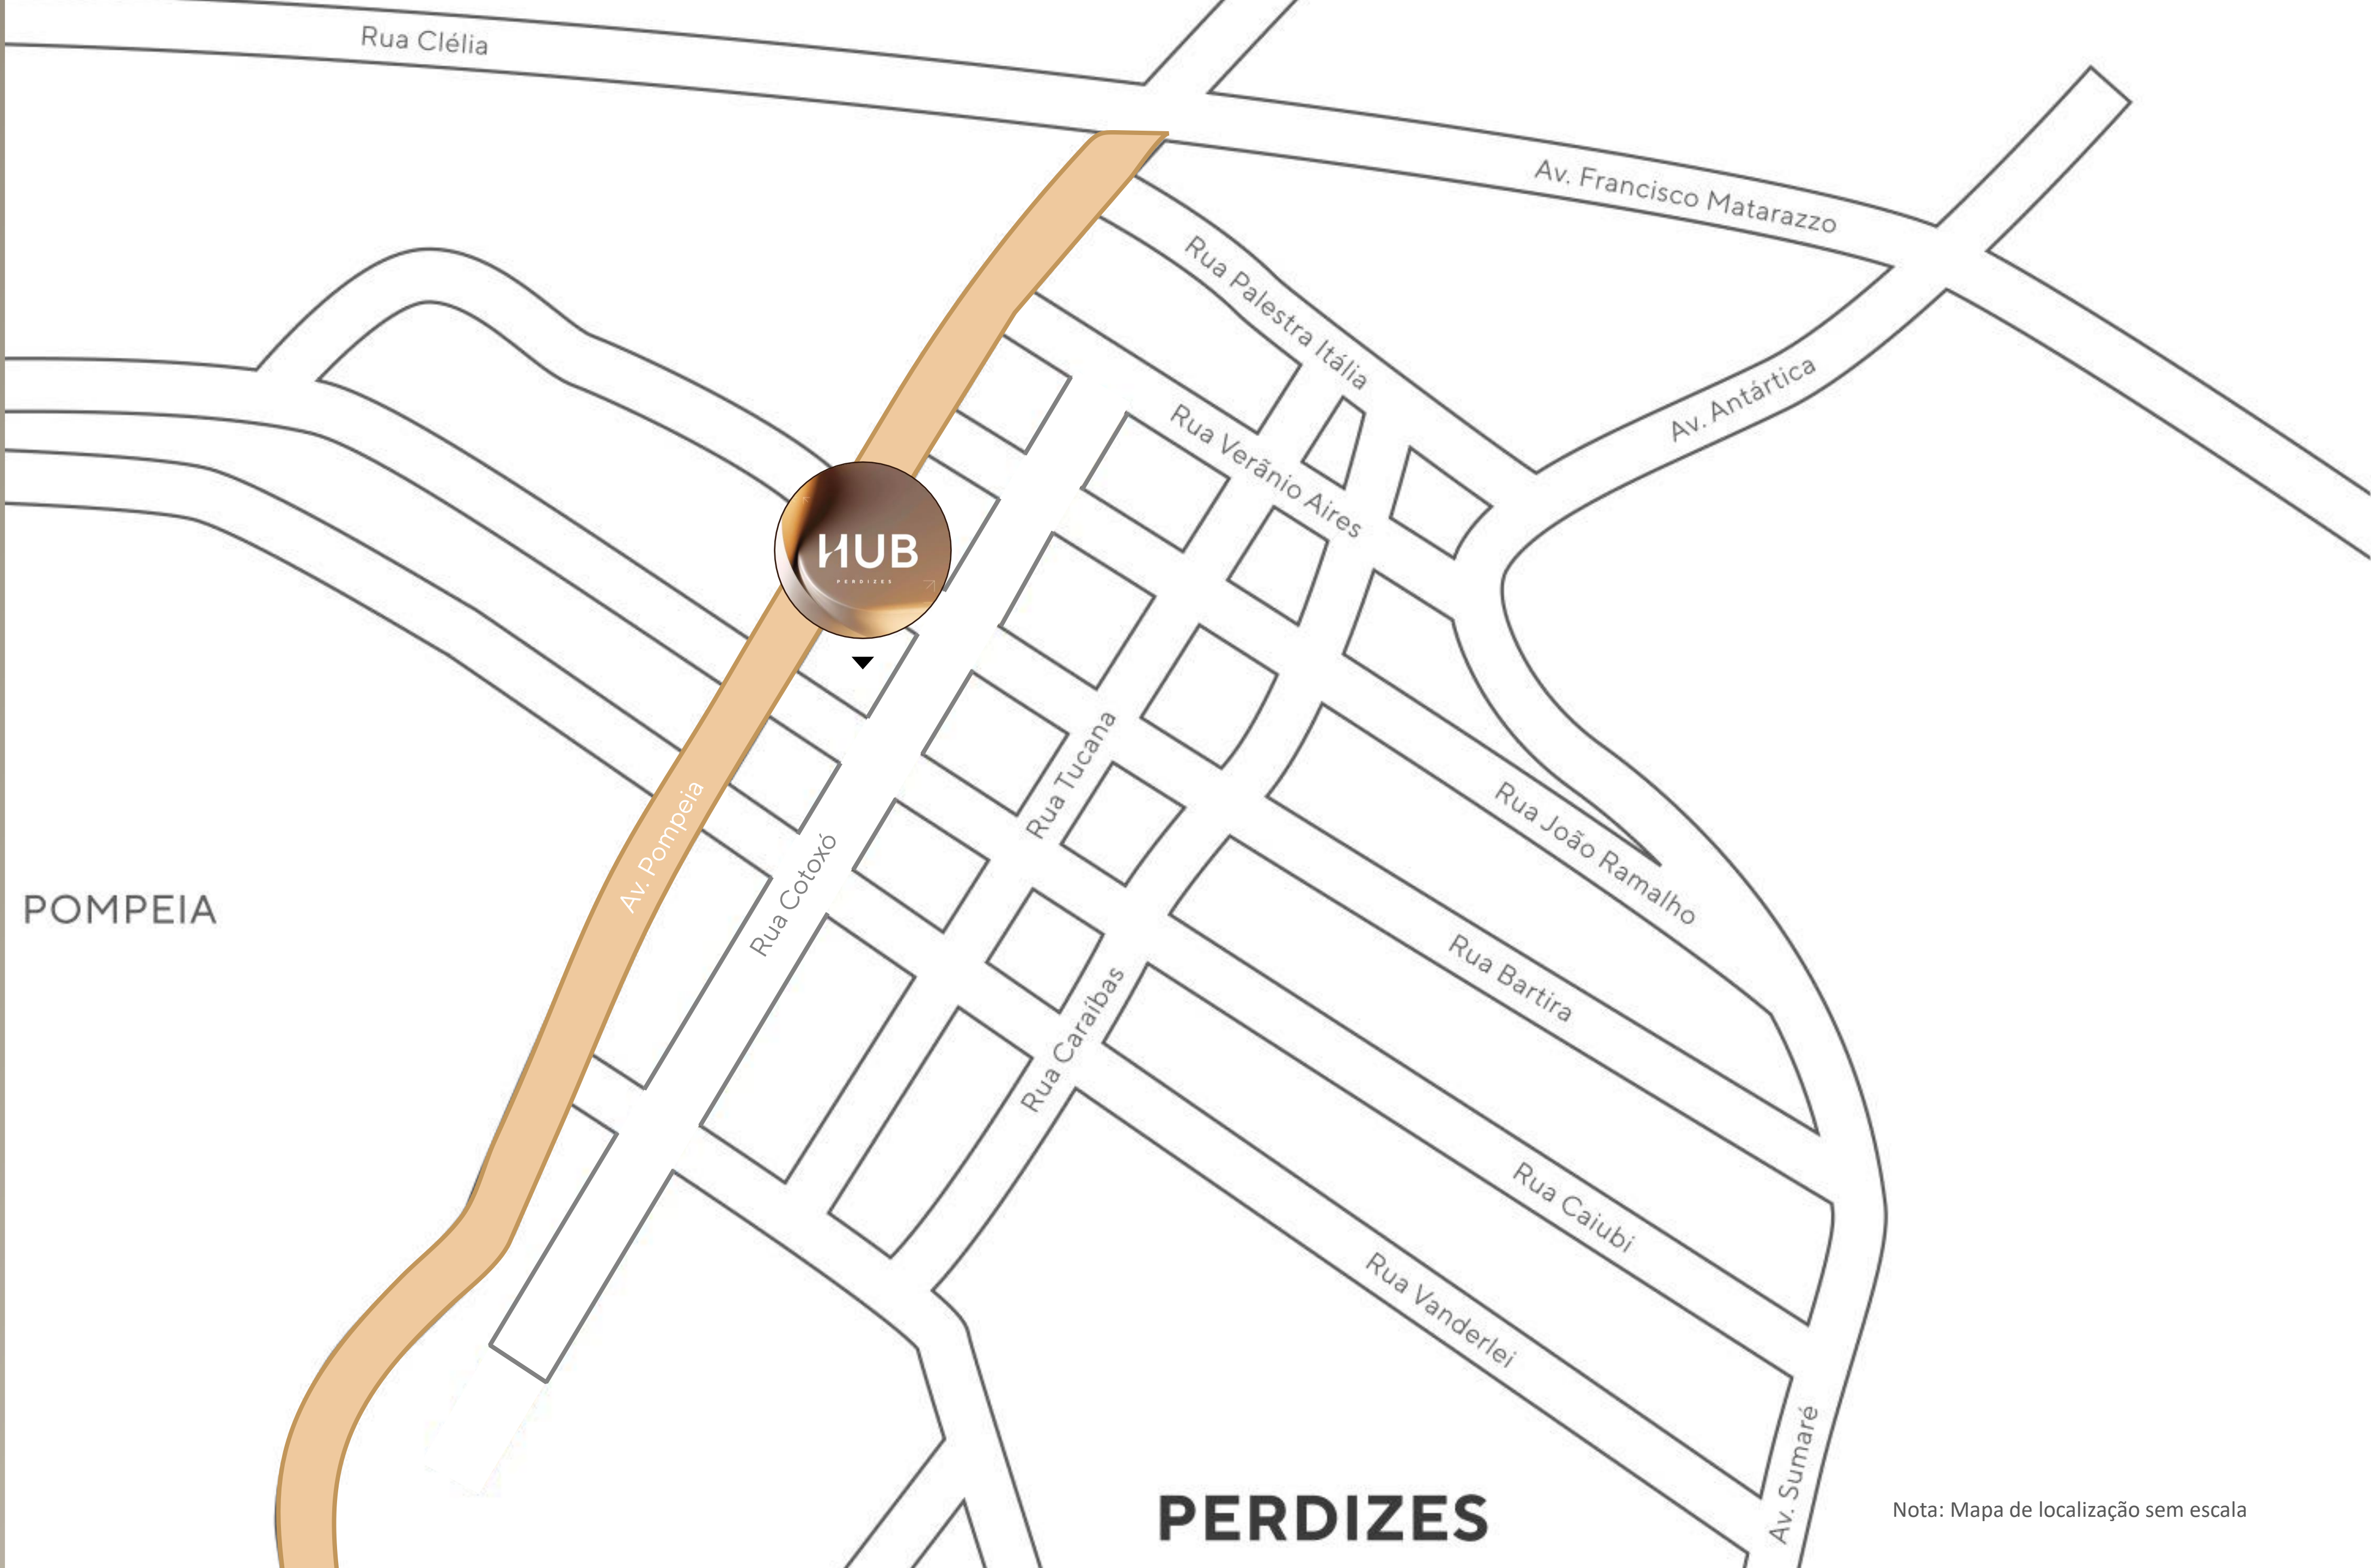 Rua Clélia
Av. Francisco Matarazzo
Rua Palestra Itália
Av. Antártica
Rua Verãnio Aires
HUB
PERDIZES
Rua Tucana
Av. Pompeia
Rua Cotoxó
Rua João Ramalho
POMPEIA
Rua Bartira
Rua Caraíbas
Rua Caiubi
Rua Vanderlei
Av. Sumaré
PERDIZES
Nota: Mapa de localização sem escala